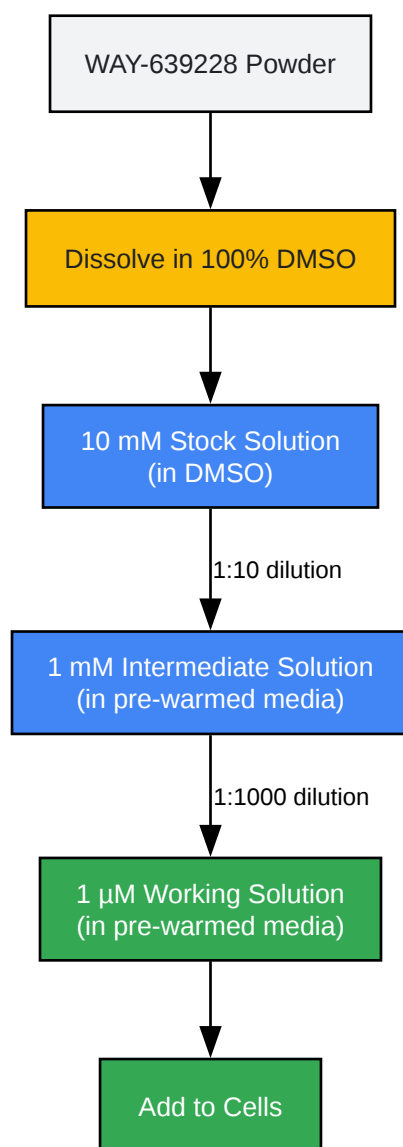 WAY-639228 Powder
Dissolve in 100% DMSO
10 mM Stock Solution
(in DMSO)
1:10 dilution
1 mM Intermediate Solution
(in pre-warmed media)
1:1000 dilution
1 µM Working Solution
(in pre-warmed media)
Add to Cells